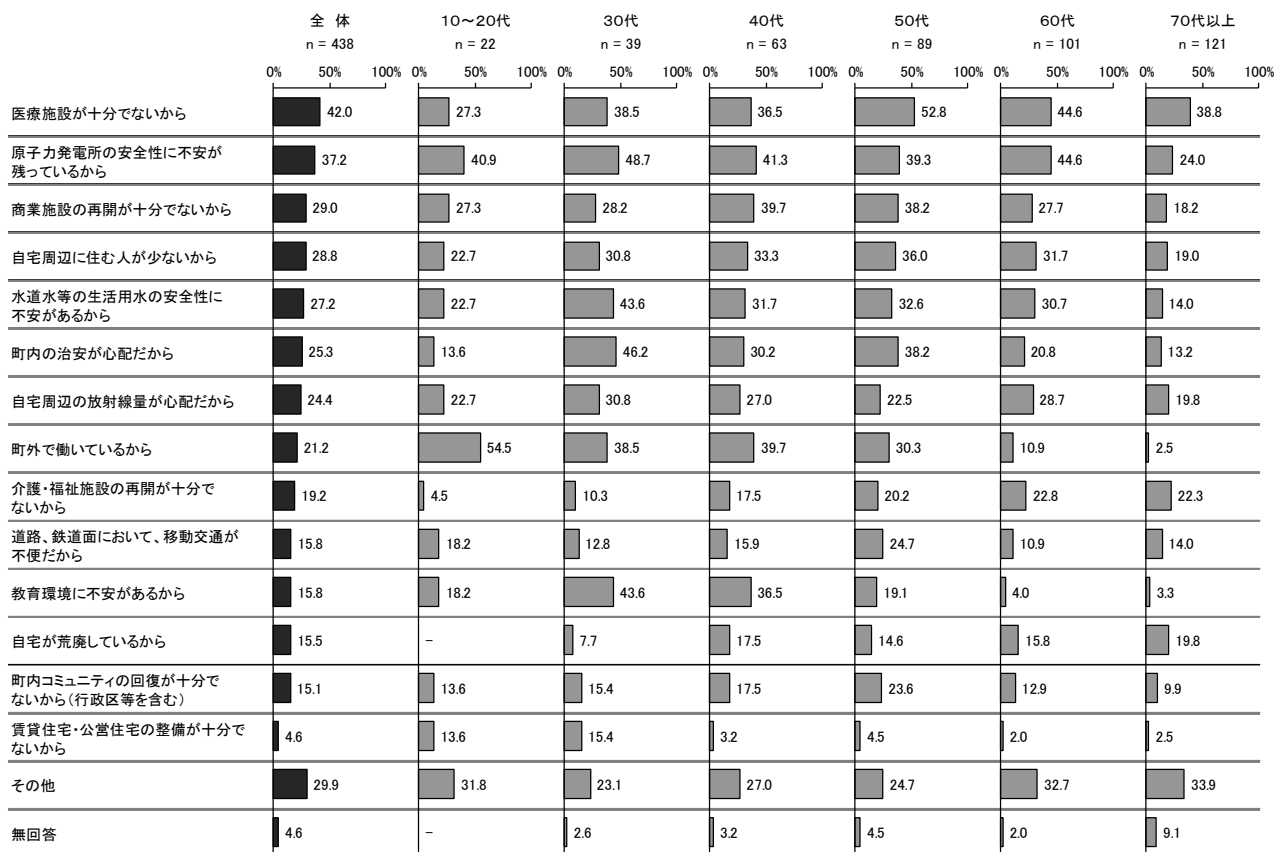 全 体 10～20代 30代 40代 50代 60代 70代以上
n = 438 n = 22 n = 39 n = 63 n = 89 n = 101 n = 121
0% 50% 100% 0% 50% 100% 0% 50% 100% 0% 50% 100% 0% 50% 100% 0% 50% 100% 0% 50% 100%
医療施設が十分でないから 42.0 27.3 38.5 36.5 52.8 44.6 38.8
原子力発電所の安全性に不安が
残っているから 37.2 40.9 48.7 41.3 39.3 44.6 24.0
商業施設の再開が十分でないから 29.0 27.3 28.2 39.7 38.2 27.7 18.2
自宅周辺に住む人が少ないから 28.8 22.7 30.8 33.3 36.0 31.7 19.0
水道水等の生活用水の安全性に
不安があるから 27.2 22.7 43.6 31.7 32.6 30.7 14.0
町内の治安が心配だから 25.3 13.6 46.2 30.2 38.2 20.8 13.2
自宅周辺の放射線量が心配だから 24.4 22.7 30.8 27.0 22.5 28.7 19.8
町外で働いているから 21.2 54.5 38.5 39.7 30.3 10.9 2.5
介護・福祉施設の再開が十分で
ないから 19.2 4.5 10.3 17.5 20.2 22.8 22.3
道路、鉄道面において、移動交通が
不便だから 15.8 18.2 12.8 15.9 24.7 10.9 14.0
教育環境に不安があるから 15.8 18.2 43.6 36.5 19.1 4.0 3.3
自宅が荒廃しているから 15.5 － 7.7 17.5 14.6 15.8 19.8
町内コミュニティの回復が十分で
ないから（行政区等を含む） 15.1 13.6 15.4 17.5 23.6 12.9 9.9
賃貸住宅・公営住宅の整備が十分で
ないから 4.6 13.6 15.4 3.2 4.5 2.0 2.5
その他 29.9 31.8 23.1 27.0 24.7 32.7 33.9
無回答 4.6 － 2.6 3.2 4.5 2.0 9.1